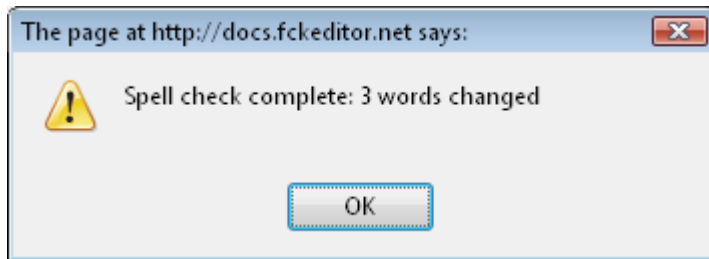 The page at http://docs.fckeditor.net says:
Spell check complete: 3 words changed
OK